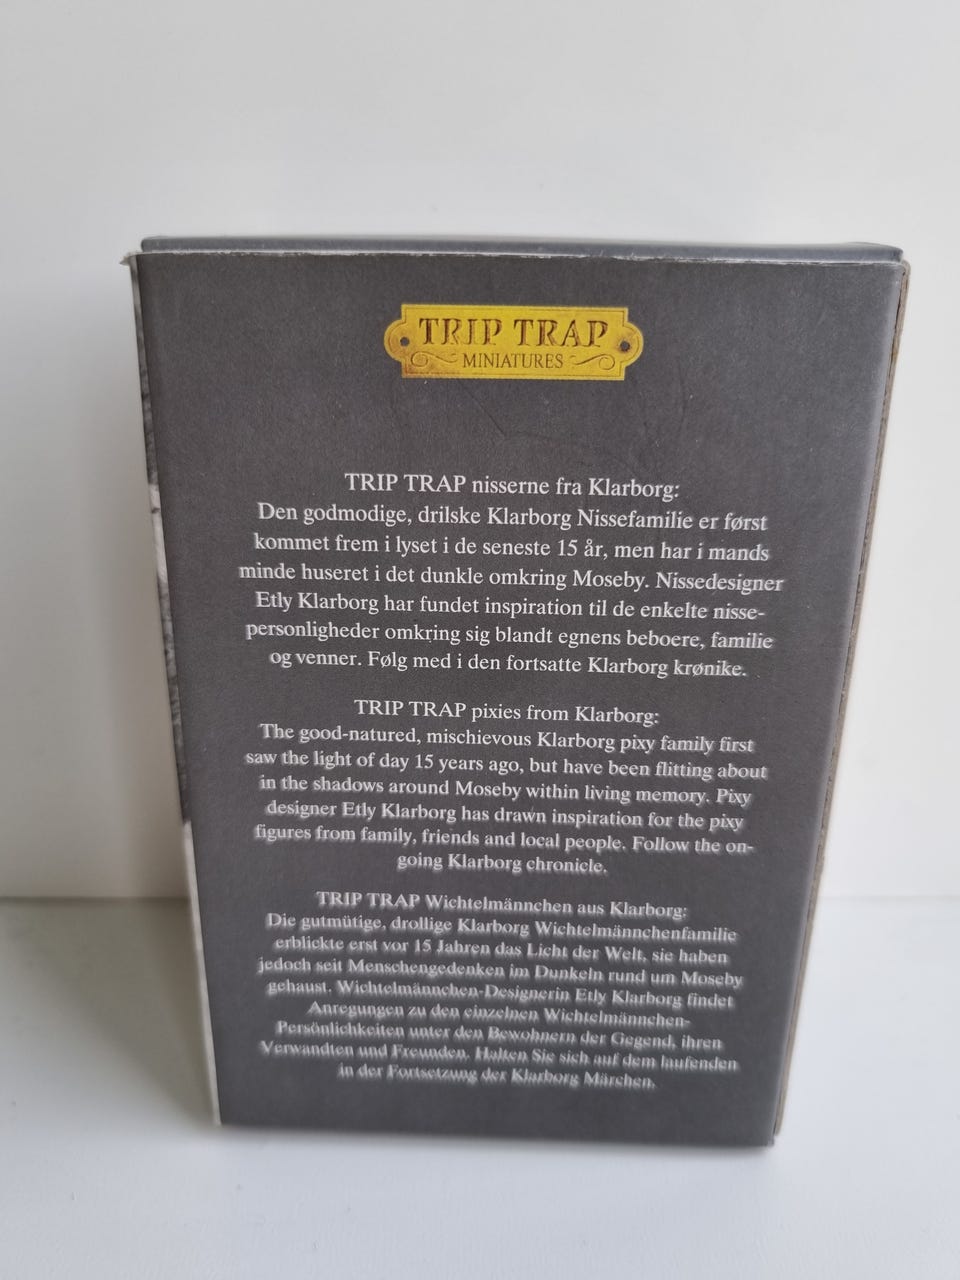 TRIP TRAP
MINIATURES
TRIP TRAP nisserne fra Klarborg:
Den godmodige, drilske Klarborg Nissefamilie er først
kommet frem i lyset i de seneste 15 år, men har i mands
minde huseret i det dunkle omkring Moseby. Nissedesigner
Etly Klarborg har fundet inspiration til de enkelte nisse-
personligheder omkring sig blandt egnens beboere, familie
og venner. Følg med i den fortsatte Klarborg krønike.
TRIP TRAP pixies from Klarborg:
The good-natured, mischievous Klarborg pixy family first
saw the light of day 15 years ago, but have been flitting about
in the shadows around Moseby within living memory. Pixy
designer Etly Klarborg has drawn inspiration for the pixy
figures from family, friends and local people. Follow the on-
going Klarborg chronicle.
TRIP TRAP Wichtelmännchen aus Klarborg:
Die gutmütige, drollige Klarborg Wichtelmännchenfamilie
erblickte erst vor 15 Jahren das Licht der Welt, sie haben
jedoch seit Menschengedenken im Dunkeln rund um Moseby
gehaust. Wichtelmännchen-Designerin Etly Klarborg findet
Anregungen zu den einzelnen Wichtelmännchen-
Persönlichkeiten unter den Bewohnern der Gegend, ihren
Verwandten und Freunden. Halten Sie sich auf dem laufenden
in der Fortsetzung der Klarborg Märchen.